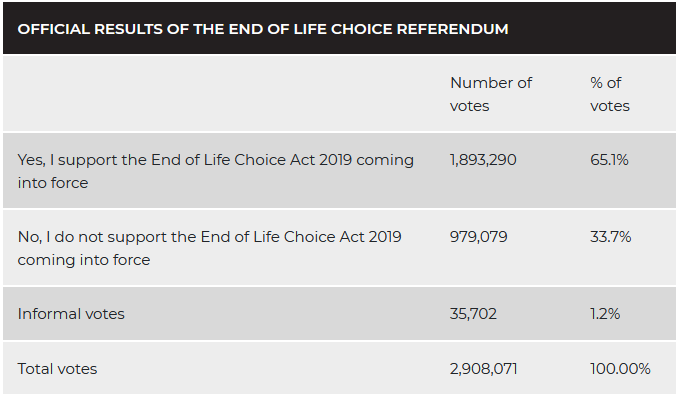 OFFICIAL RESULTS OF THE END OF LIFE CHOICE REFERENDUM
Number of votes % of votes
Yes, I support the End of Life Choice Act 2019 coming into force 1,893,290 65.1%
No, I do not support the End of Life Choice Act 2019 coming into force 979,079 33.7%
Informal votes 35,702 1.2%
Total votes 2,908,071 100.00%